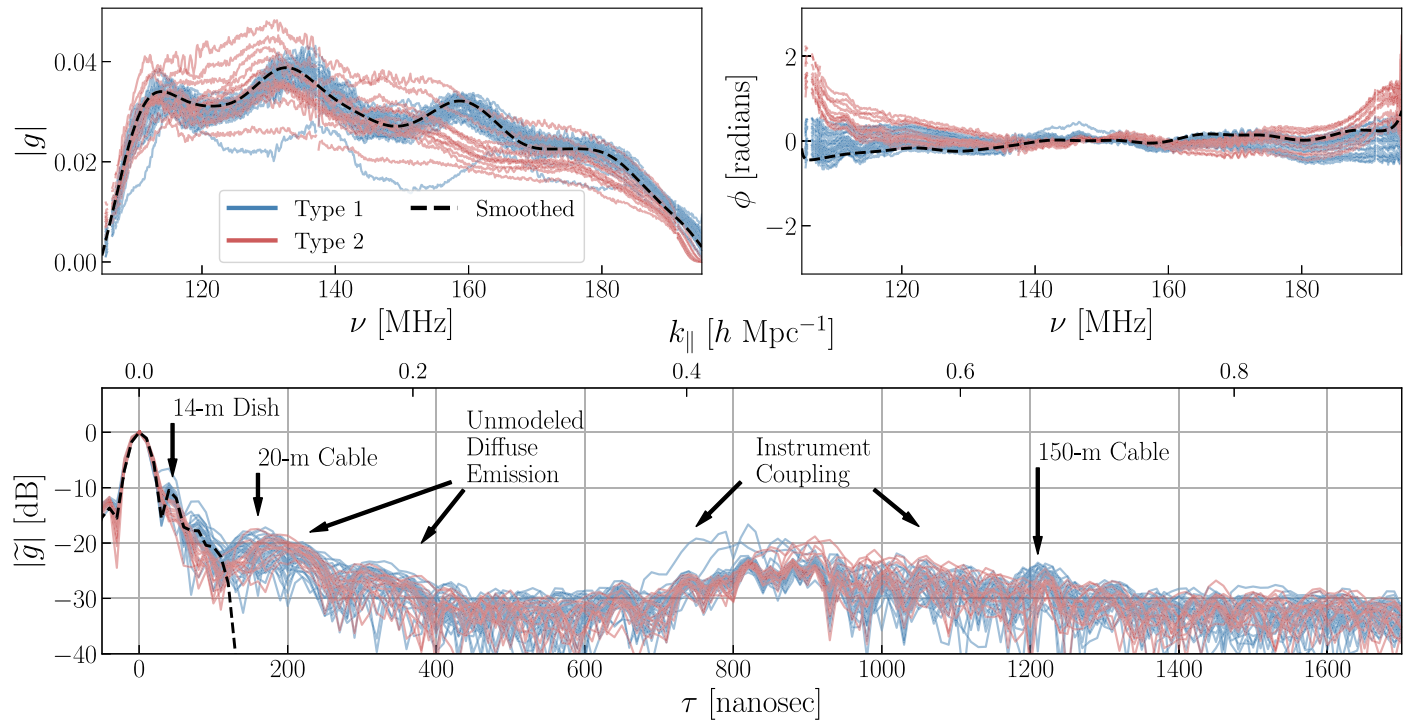 0.04
0.02
0.00
|g|
Type 1
Type 2
Smoothed
120
140
160
180
ν [MHz]
2
0
−2
ϕ [radians]
120
140
160
180
ν [MHz]
k∥ [h Mpc⁻¹]
0.0
0.2
0.4
0.6
0.8
14-m Dish
20-m Cable
Unmodeled
Diffuse
Emission
Instrument
Coupling
150-m Cable
0
−10
−20
−30
−40
|g̃| [dB]
0
200
400
600
800
1000
1200
1400
1600
τ [nanosec]